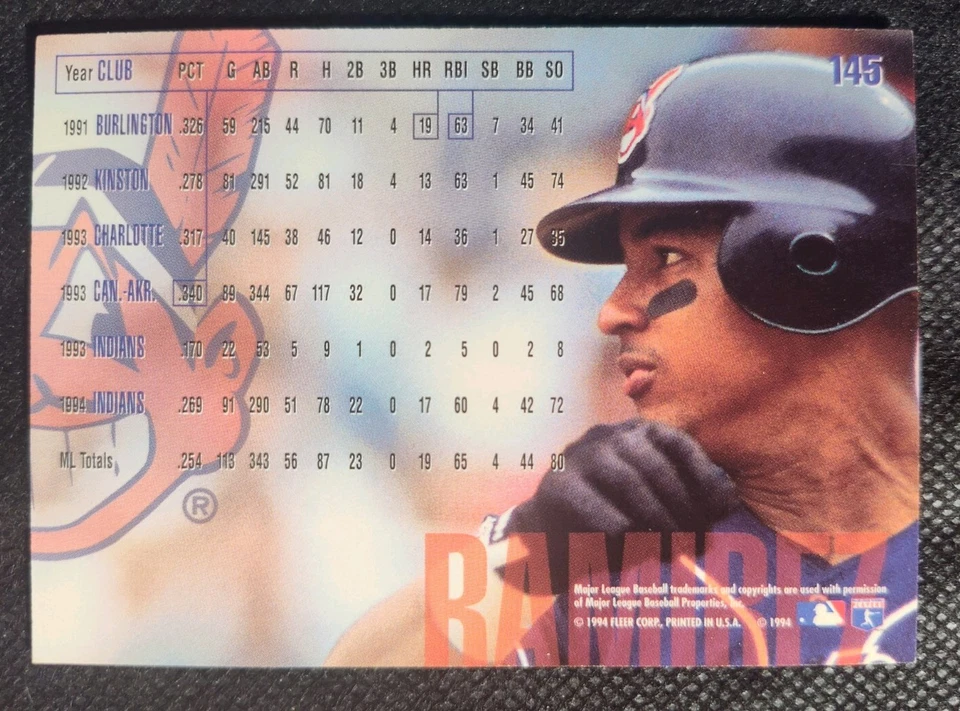 145
Year CLUB PCT G AB R H 2B 3B HR RBI SB BB SO
1991 BURLINGTON .326 59 215 44 70 11 4 19 63 7 34 41
1992 KINSTON .278 81 291 52 81 18 4 13 63 1 45 74
1993 CHARLOTTE .317 40 145 38 46 12 0 14 36 1 27 35
1993 CAN.-AKR. .340 89 344 67 117 32 0 17 79 2 45 68
1993 INDIANS .170 22 53 5 9 1 0 2 5 0 2 8
1994 INDIANS .269 91 290 51 78 22 0 17 60 4 42 72
ML Totals .254 113 343 56 87 23 0 19 65 4 44 80
®
RAMIREZ
Major League Baseball trademarks and copyrights are used with permission
of Major League Baseball Properties, Inc.
© 1994 FLEER CORP., PRINTED IN U.S.A. © 1994